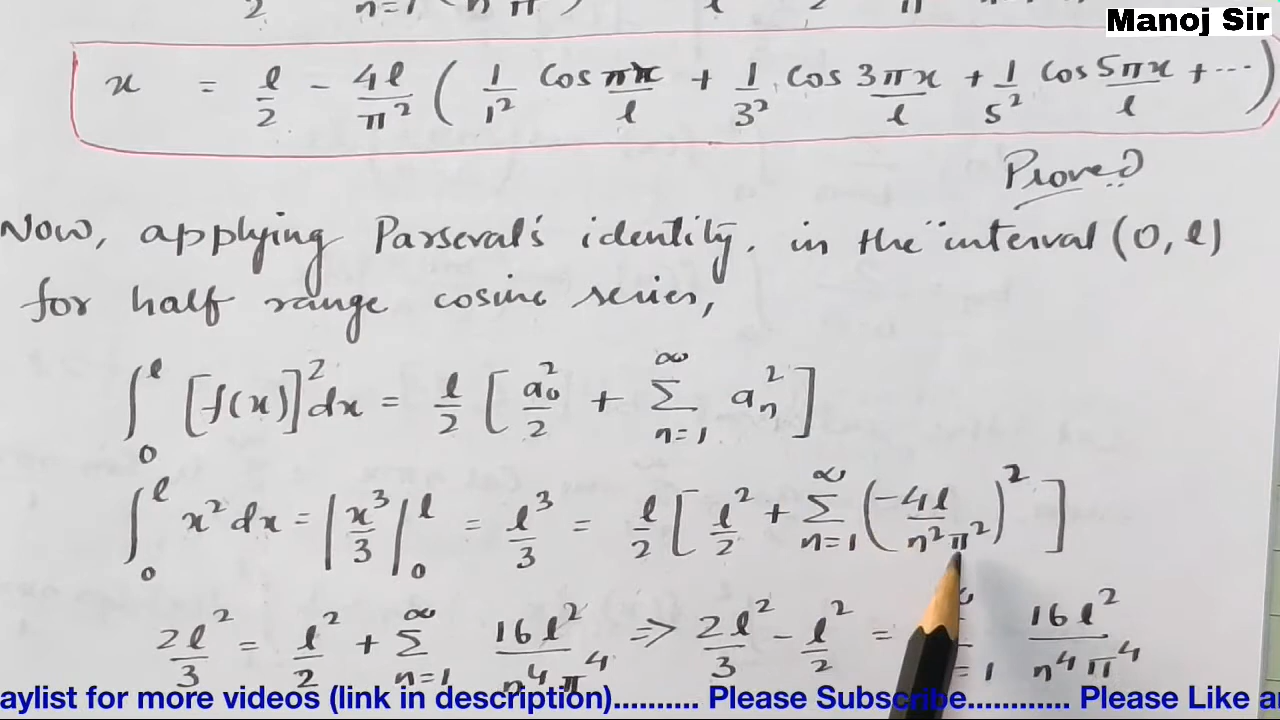 Manoj Sir
2 n=1 (n π) l 2 π
x = l/2 - 4l/π² ( 1/1² Cos πx/l + 1/3² Cos 3πx/l + 1/5² Cos 5πx/l + ··· )
Proved
Now, applying Parseval's identity. in the interval (0, l)
for half range cosine series,
∫₀ˡ [f(x)]² dx = l/2 [ a₀²/2 + Σ_{n=1}^∞ aₙ² ]
∫₀ˡ x² dx = | x³/3 |₀ˡ = l³/3 = l/2 [ l²/2 + Σ_{n=1}^∞ ( -4l/n²π² )² ]
2l²/3 = l²/2 + Σ_{n=1}^∞ 16l²/n⁴π⁴ ⇒ 2l²/3 - l²/2 = 16l²/n⁴π⁴
aylist for more videos (link in description).......... Please Subscribe............ Please Like a